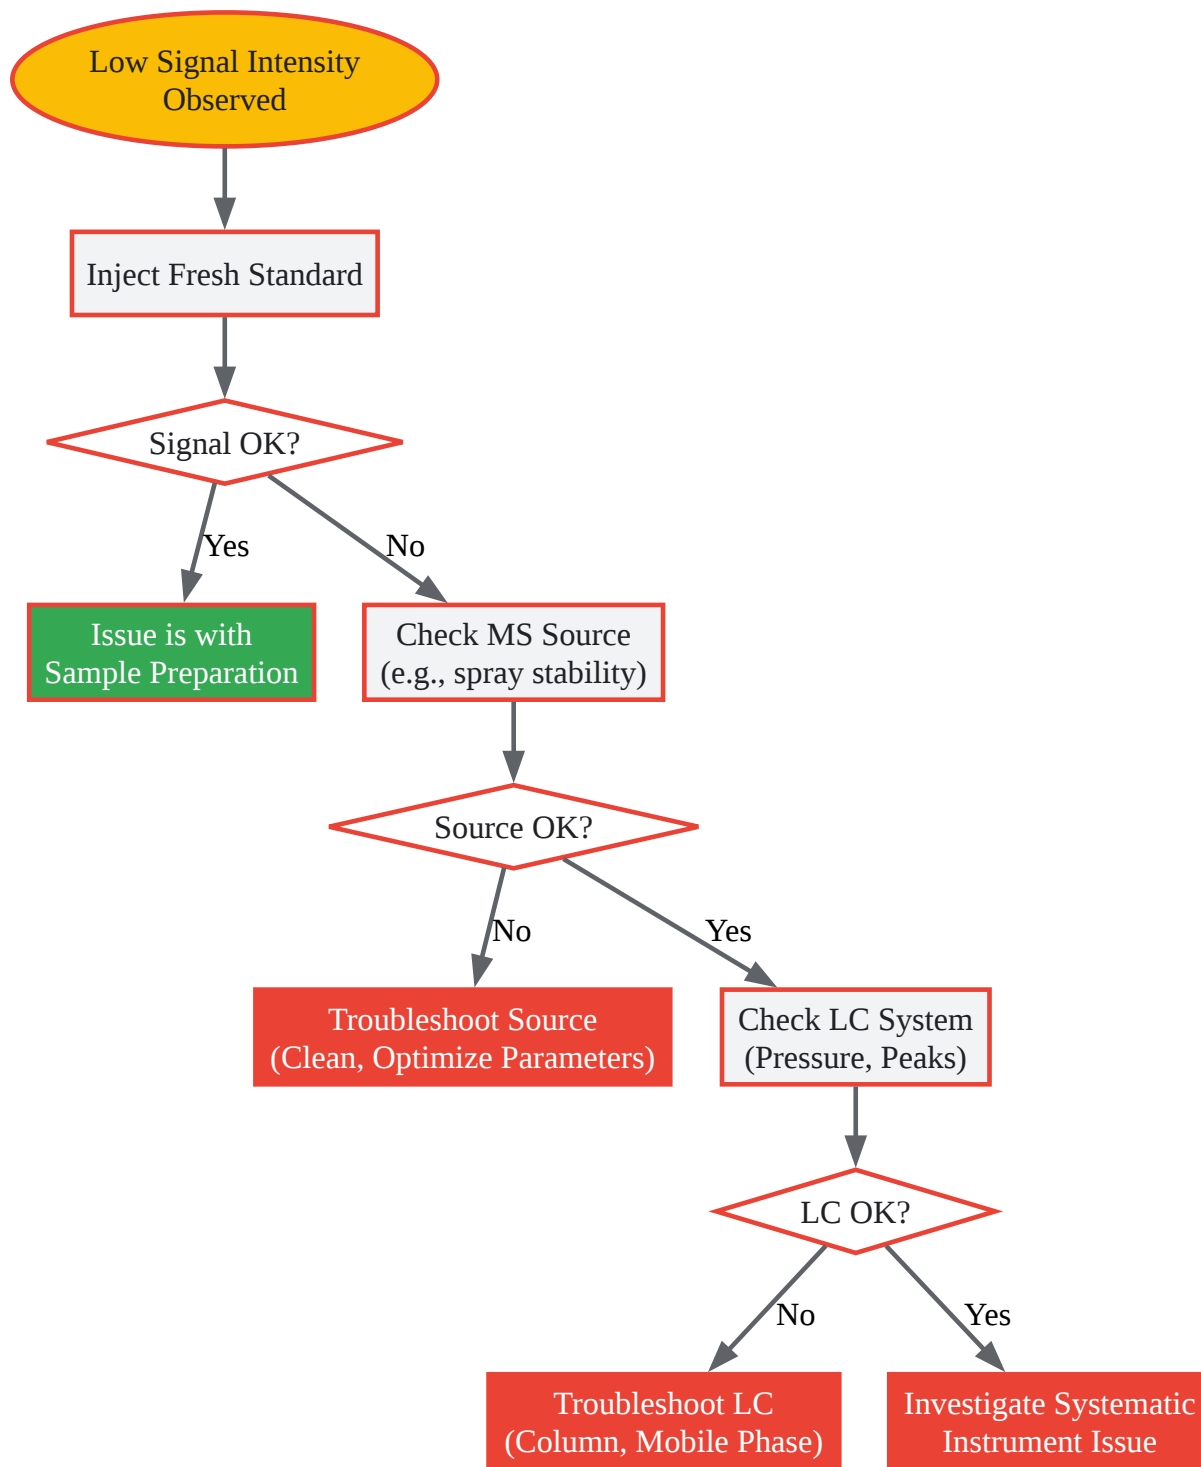 Low Signal Intensity
Observed
Inject Fresh Standard
Signal OK?
Yes
No
Issue is with
Sample Preparation
Check MS Source
(e.g., spray stability)
Source OK?
No
Yes
Troubleshoot Source
(Clean, Optimize Parameters)
Check LC System
(Pressure, Peaks)
LC OK?
No
Yes
Troubleshoot LC
(Column, Mobile Phase)
Investigate Systematic
Instrument Issue